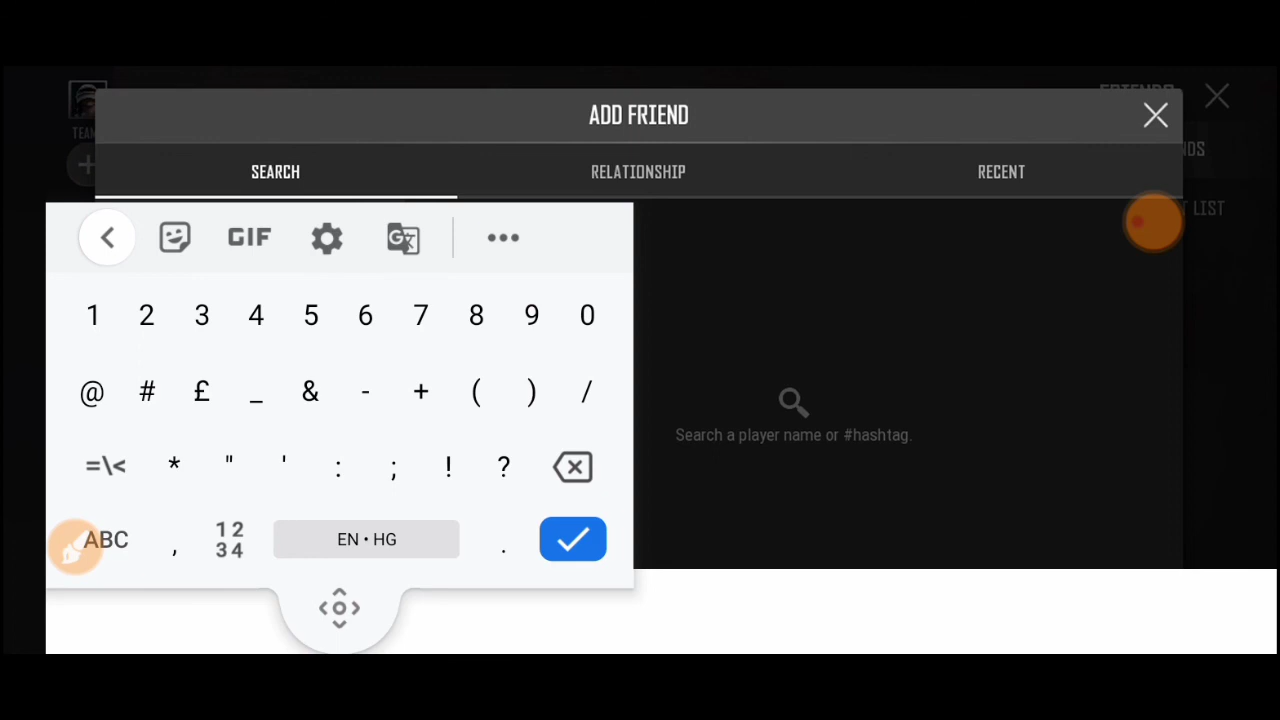 ADD FRIEND
TEAM
SEARCH
RELATIONSHIP
RECENT
GIF
1 2 3 4 5 6 7 8 9 0
@ # £ _ & - + ( ) /
=\< * " ' : ; ! ?
ABC , 12 34 EN • HG .
Search a player name or #hashtag.